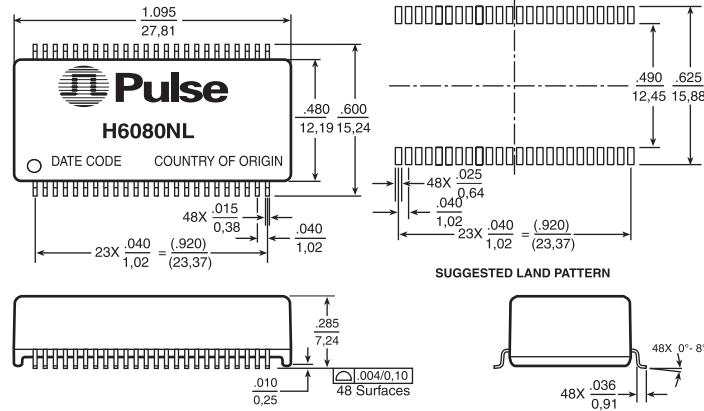 1.095
27,81
Pulse
H6080NL
DATE CODE COUNTRY OF ORIGIN
.480
12,19
.600
15,24
48X .015
0,38
.040
1,02
23X .040 = (.920)
1,02 (23,37)
.490
12,45
.625
15,88
48X .025
0,64
.040
1,02
23X .040 = (.920)
1,02 (23,37)
SUGGESTED LAND PATTERN
.285
7,24
.010
0,25
.004/0,10
48 Surfaces
48X 0°- 8°
48X .036
0,91